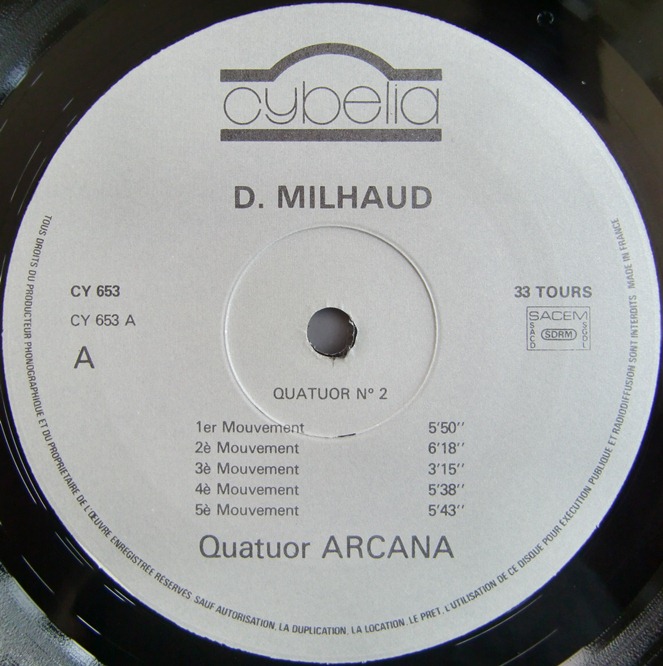 cybelia
D. MILHAUD
CY 653
33 TOURS
CY 653 A
SACEM
SACD
SDRM
SGDL
A
QUATUOR Nº 2
1er Mouvement 5'50''
2è Mouvement 6'18''
3è Mouvement 3'15''
4è Mouvement 5'38''
5è Mouvement 5'43''
Quatuor ARCANA
TOUS DROITS DU PRODUCTEUR PHONOGRAPHIQUE ET DU PROPRIETAIRE DE L'ŒUVRE ENREGISTREE RESERVES. SAUF AUTORISATION, LA DUPLICATION, LA LOCATION, LE PRET, L'UTILISATION DE CE DISQUE POUR EXECUTION PUBLIQUE ET RADIODIFFUSION SONT INTERDITS. MADE IN FRANCE